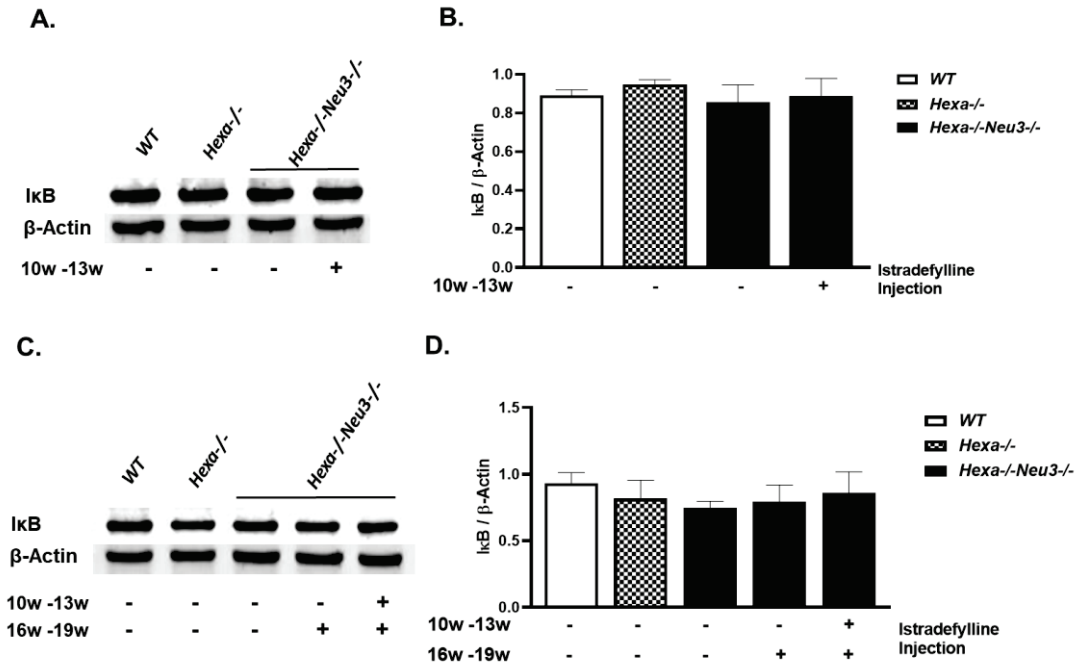 A.
WT
Hexa-/-
Hexa-/-Neu3-/-
IκB
β-Actin
10w -13w - - - +
B.
IκB / β-Actin
1.0
0.8
0.6
0.4
0.2
0.0
WT
Hexa-/-
Hexa-/-Neu3-/-
10w -13w - - - +
Istradefylline
Injection
C.
WT
Hexa-/-
Hexa-/-Neu3-/-
IκB
β-Actin
10w -13w - - - - +
16w -19w - - - + +
D.
IκB / β-Actin
1.5
1.0
0.5
0.0
WT
Hexa-/-
Hexa-/-Neu3-/-
10w -13w - - - - +
16w -19w - - - + +
Istradefylline
Injection